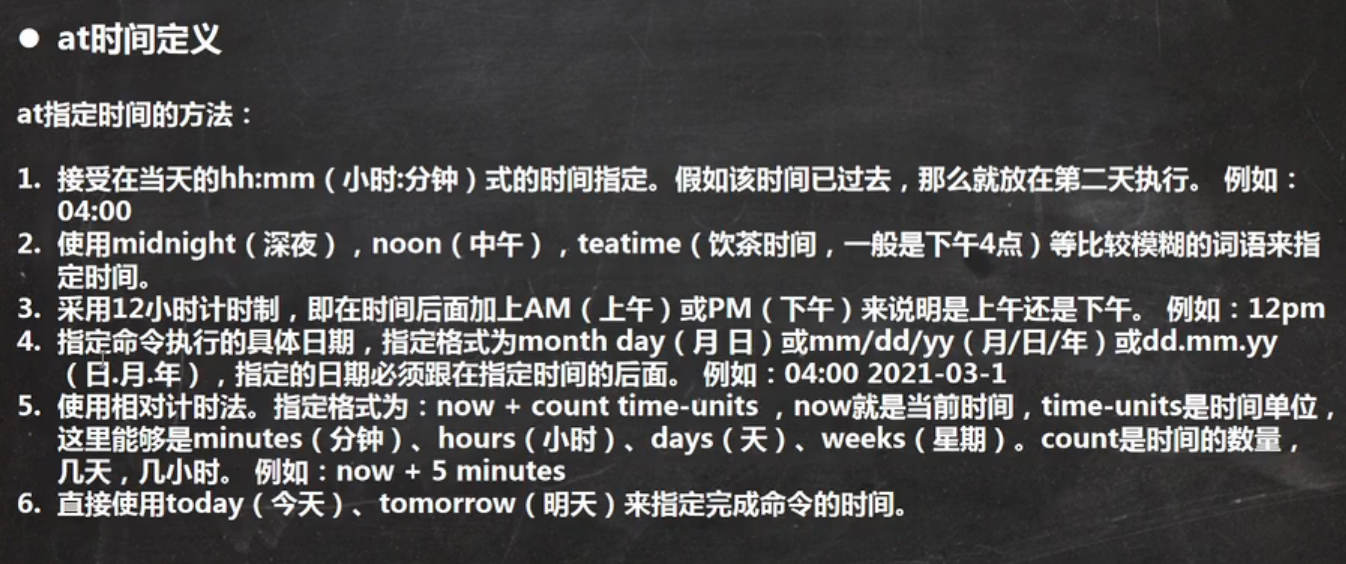 ● at时间定义
at指定时间的方法：
1. 接受在当天的hh:mm（小时:分钟）式的时间指定。假如该时间已过去，那么就放在第二天执行。 例如：
04:00
2. 使用midnight（深夜），noon（中午），teatime（饮茶时间，一般是下午4点）等比较模糊的词语来指
定时间。
3. 采用12小时计时制，即在时间后面加上AM（上午）或PM（下午）来说明是上午还是下午。 例如：12pm
4. 指定命令执行的具体日期，指定格式为month day（月 日）或mm/dd/yy（月/日/年）或dd.mm.yy
（日.月.年），指定的日期必须跟在指定时间的后面。 例如：04:00 2021-03-1
5. 使用相对计时法。指定格式为：now + count time-units ，now就是当前时间，time-units是时间单位，
这里能够是minutes（分钟）、hours（小时）、days（天）、weeks（星期）。count是时间的数量，
几天，几小时。 例如：now + 5 minutes
6. 直接使用today（今天）、tomorrow（明天）来指定完成命令的时间。